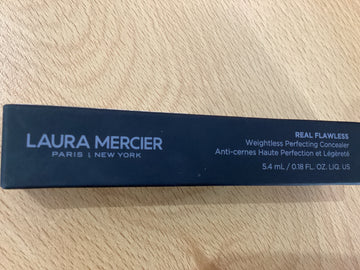 LAURA MERCIER
PARIS | NEW YORK
REAL FLAWLESS
Weightless Perfecting Concealer
Anti-cernes Haute Perfection et Légèreté
5.4 mL / 0.18 FL. OZ. LIQ. US